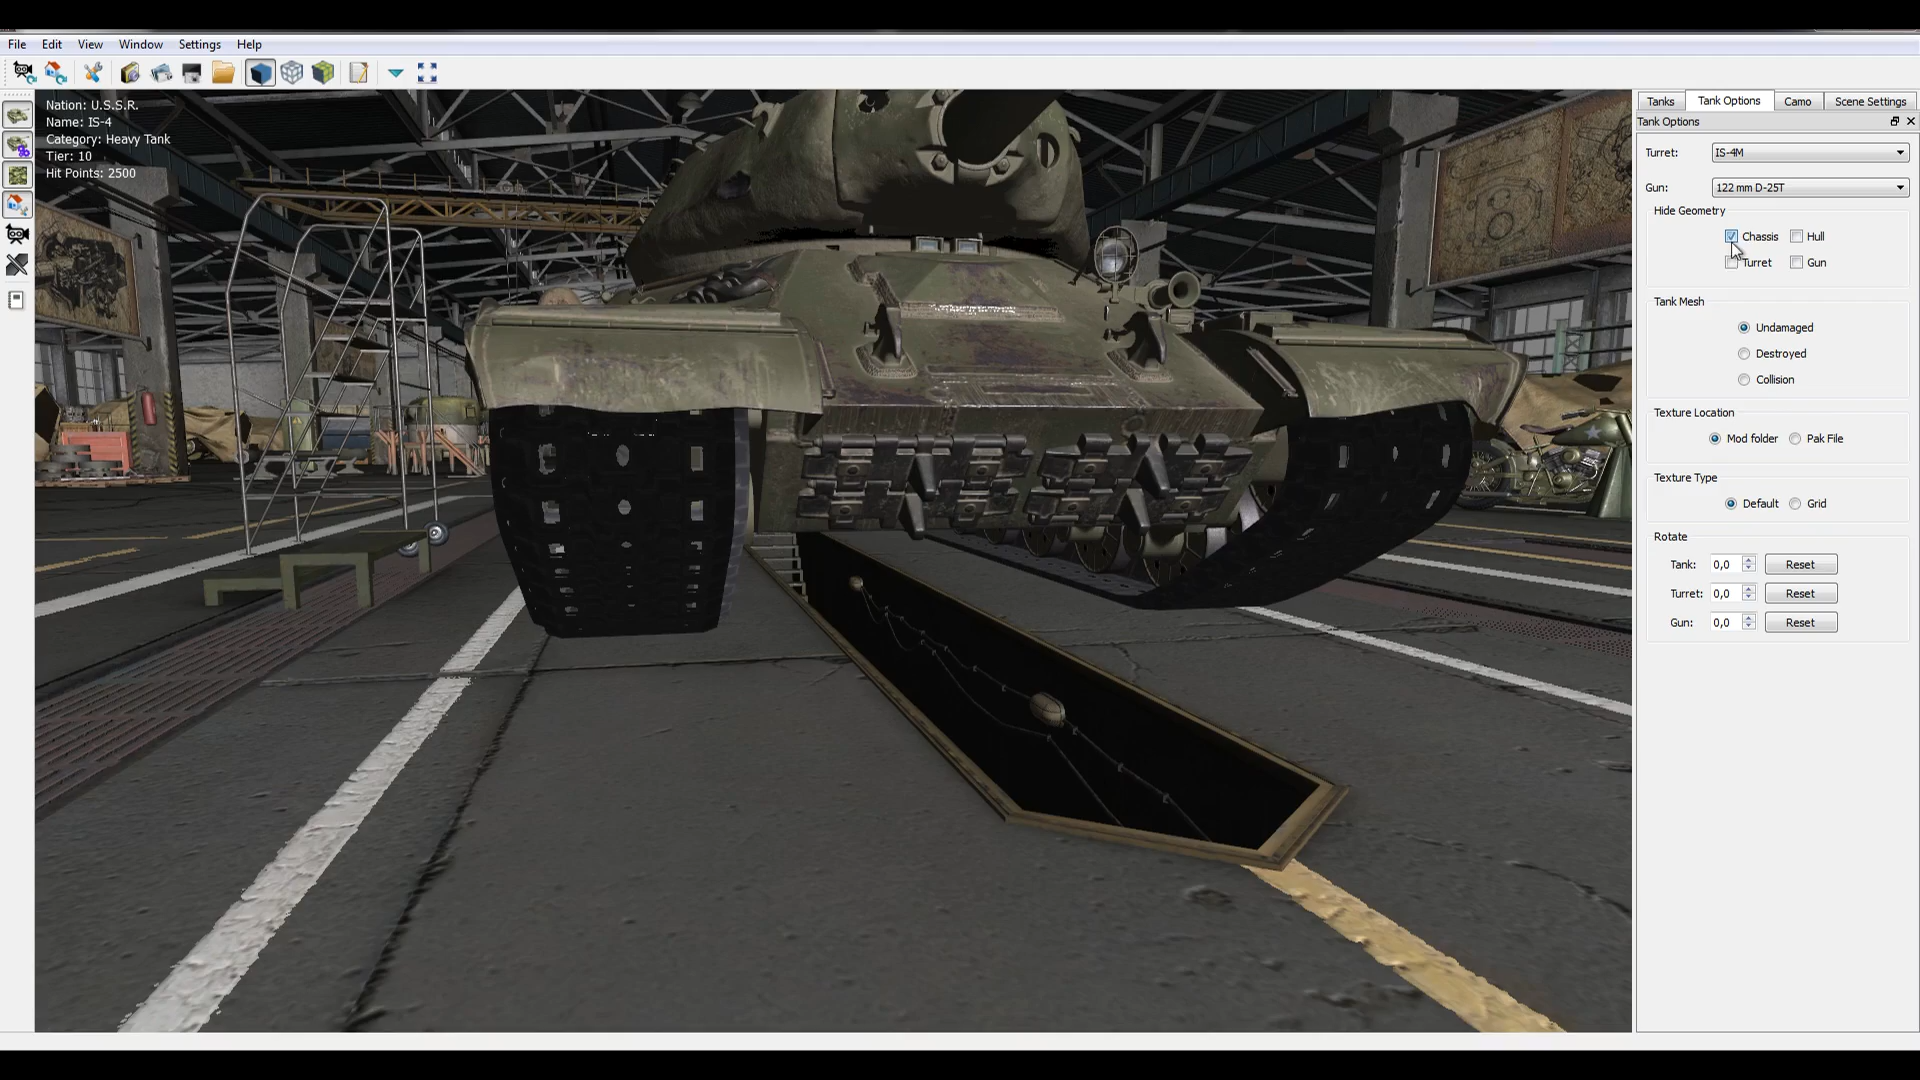 File Edit View Window Settings Help
Nation: U.S.S.R.
Name: IS-4
Category: Heavy Tank
Tier: 10
Hit Points: 2500
Tanks Tank Options Camo Scene Settings
Tank Options
Turret: IS-4M
Gun: 122 mm D-25T
Hide Geometry
Chassis Hull
Turret Gun
Tank Mesh
Undamaged
Destroyed
Collision
Texture Location
Mod folder Pak File
Texture Type
Default Grid
Rotate
Tank: 0,0 Reset
Turret: 0,0 Reset
Gun: 0,0 Reset